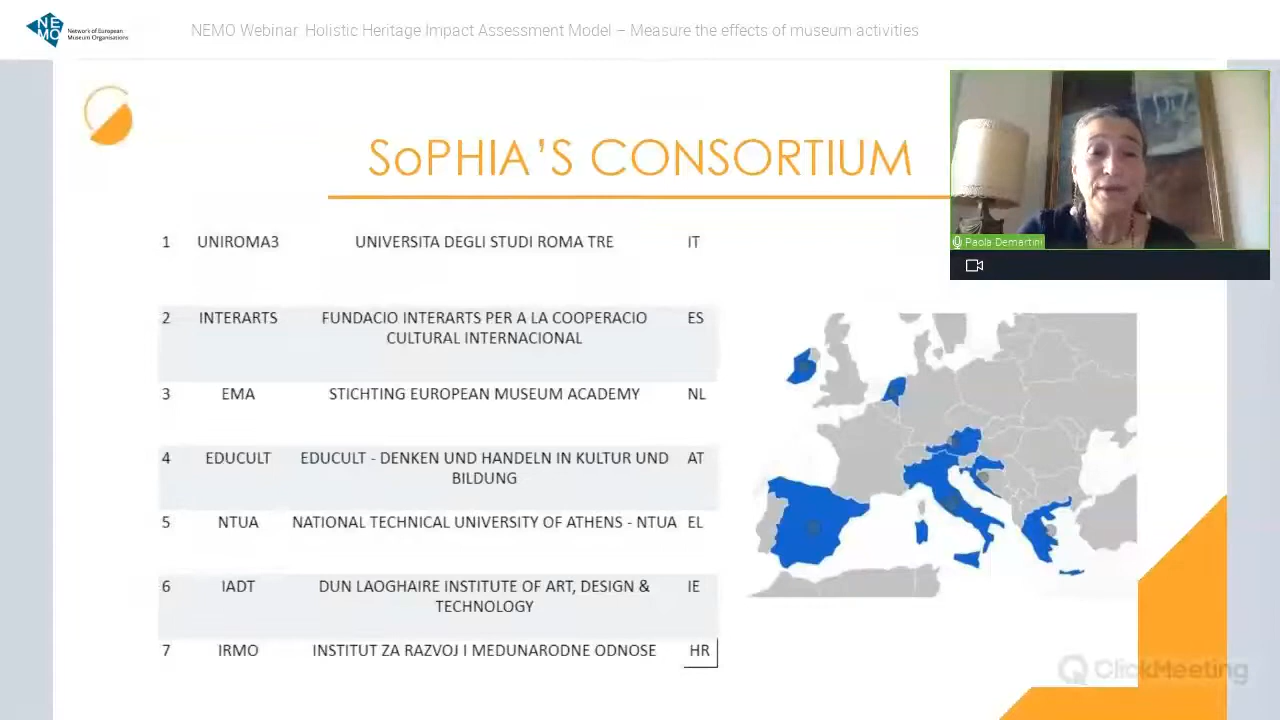 NEMO
Network of European
Museum Organisations
NEMO Webinar Holistic Heritage Impact Assessment Model – Measure the effects of museum activities
SoPHIA'S CONSORTIUM
Paola Demartini
1 UNIROMA3 UNIVERSITA DEGLI STUDI ROMA TRE IT
2 INTERARTS FUNDACIO INTERARTS PER A LA COOPERACIO ES
CULTURAL INTERNACIONAL
3 EMA STICHTING EUROPEAN MUSEUM ACADEMY NL
4 EDUCULT EDUCULT - DENKEN UND HANDELN IN KULTUR UND AT
BILDUNG
5 NTUA NATIONAL TECHNICAL UNIVERSITY OF ATHENS - NTUA EL
6 IADT DUN LAOGHAIRE INSTITUTE OF ART, DESIGN & IE
TECHNOLOGY
7 IRMO INSTITUT ZA RAZVOJ I MEDUNARODNE ODNOSE HR
ClickMeeting